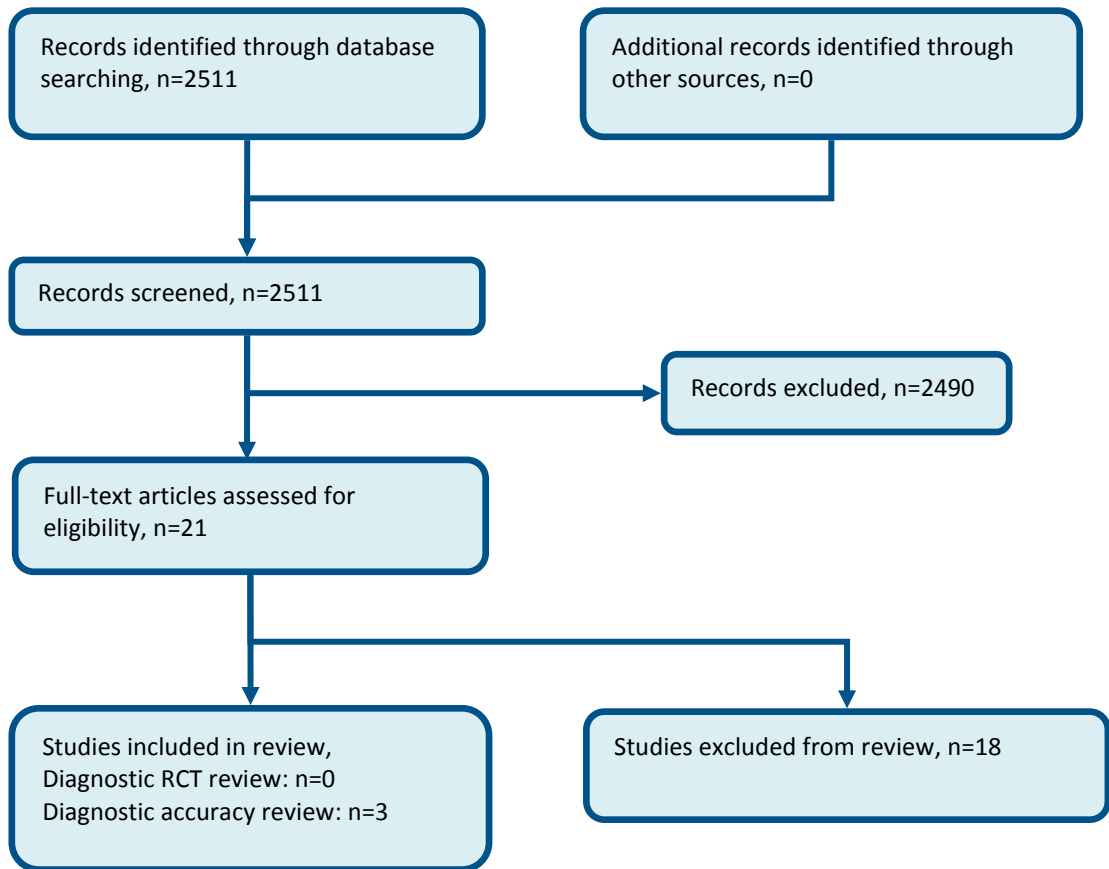 Records identified through database
searching, n=2511
Additional records identified through
other sources, n=0
Records screened, n=2511
Records excluded, n=2490
Full-text articles assessed for
eligibility, n=21
Studies included in review,
Diagnostic RCT review: n=0
Diagnostic accuracy review: n=3
Studies excluded from review, n=18